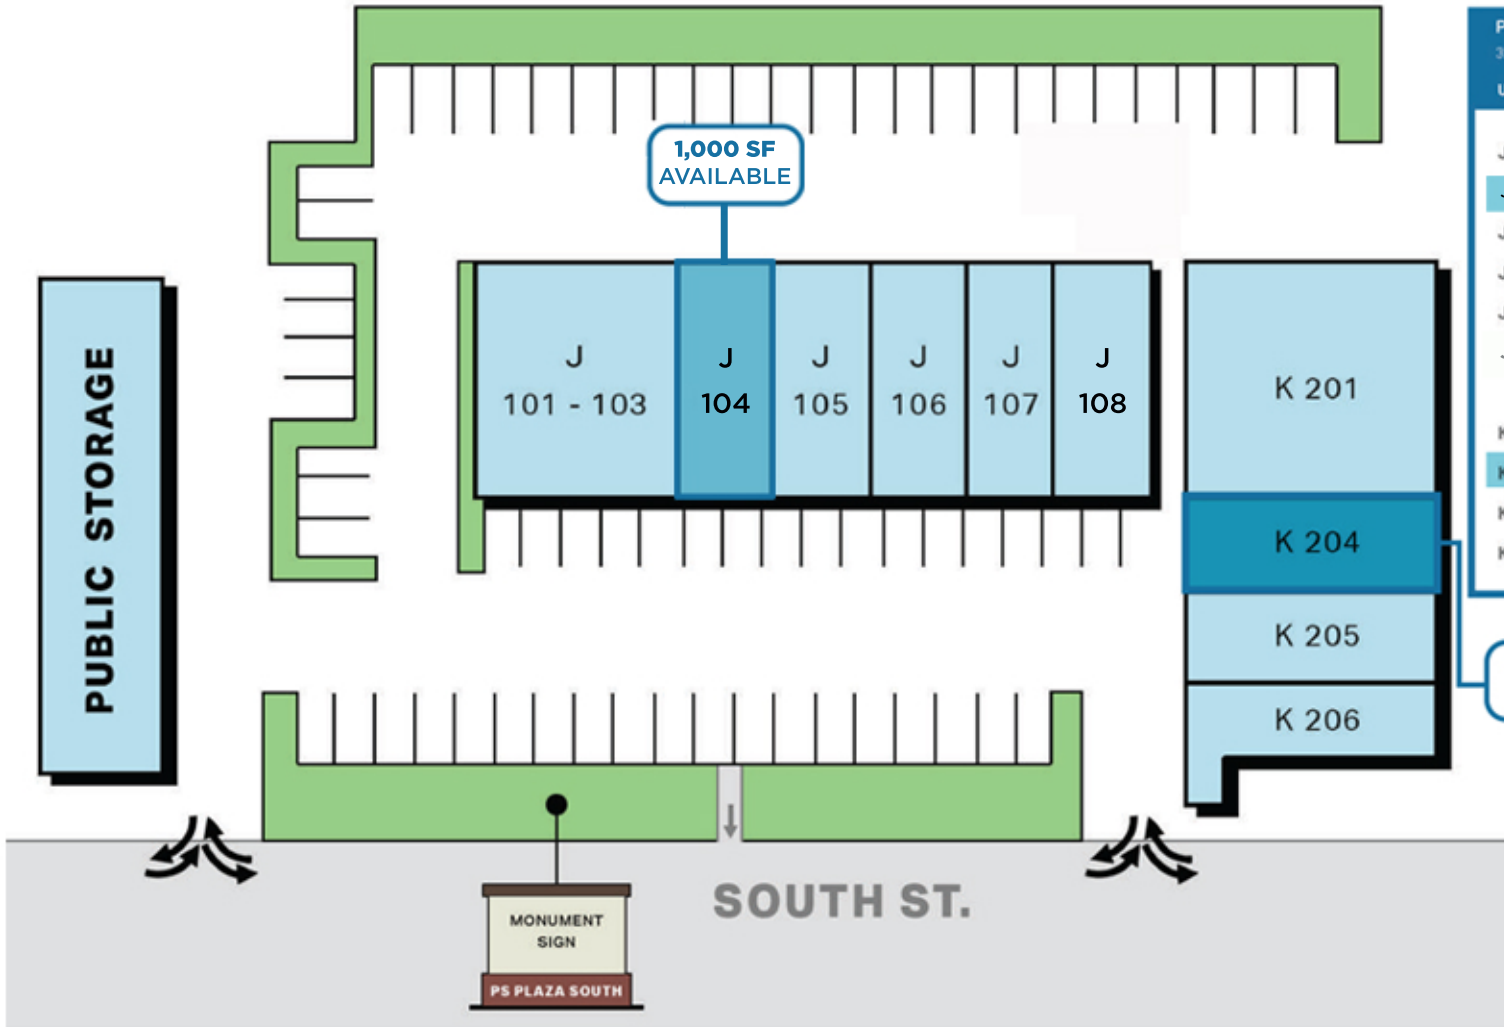 1,000 SF
AVAILABLE
J
101 - 103
J
104
J
105
J
106
J
107
J
108
K 201
K 204
K 205
K 206
PUBLIC STORAGE
SOUTH ST.
MONUMENT
SIGN
PS PLAZA SOUTH